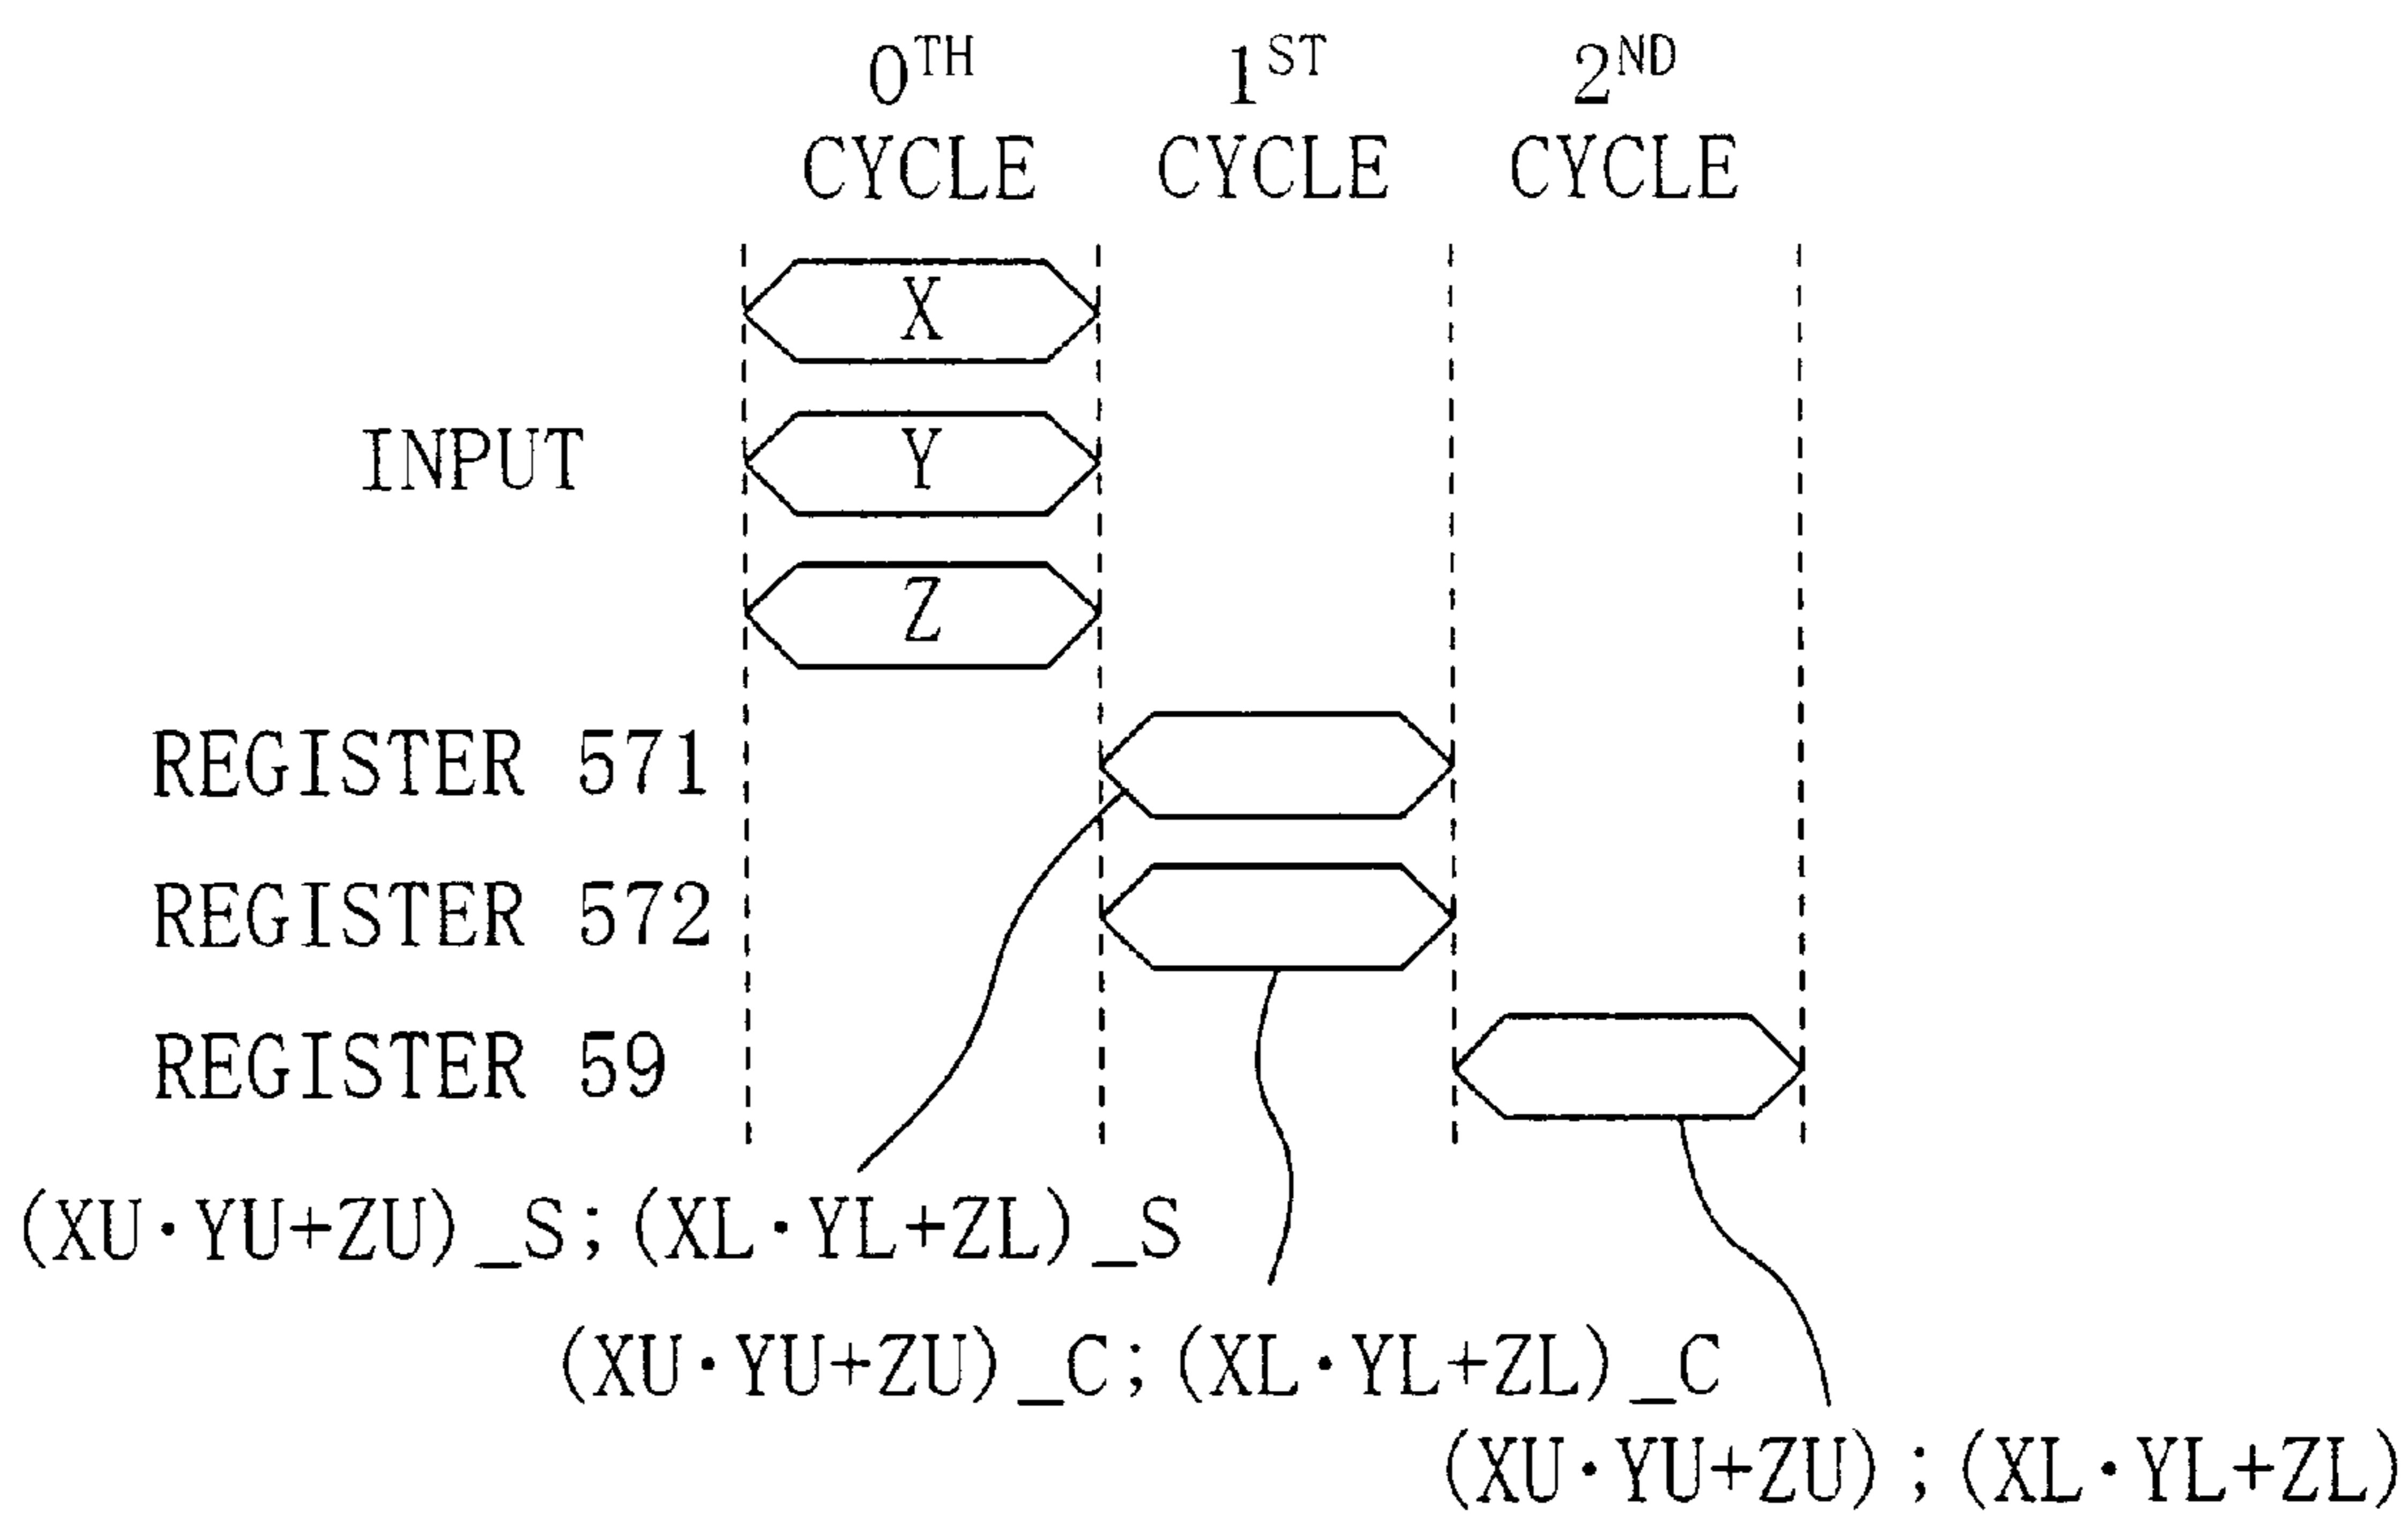 0TH 1ST 2ND
CYCLE CYCLE CYCLE
X
INPUT Y
Z
REGISTER 571
REGISTER 572
REGISTER 59
(XU·YU+ZU)_S;(XL·YL+ZL)_S
(XU·YU+ZU)_C;(XL·YL+ZL)_C
(XU·YU+ZU);(XL·YL+ZL)